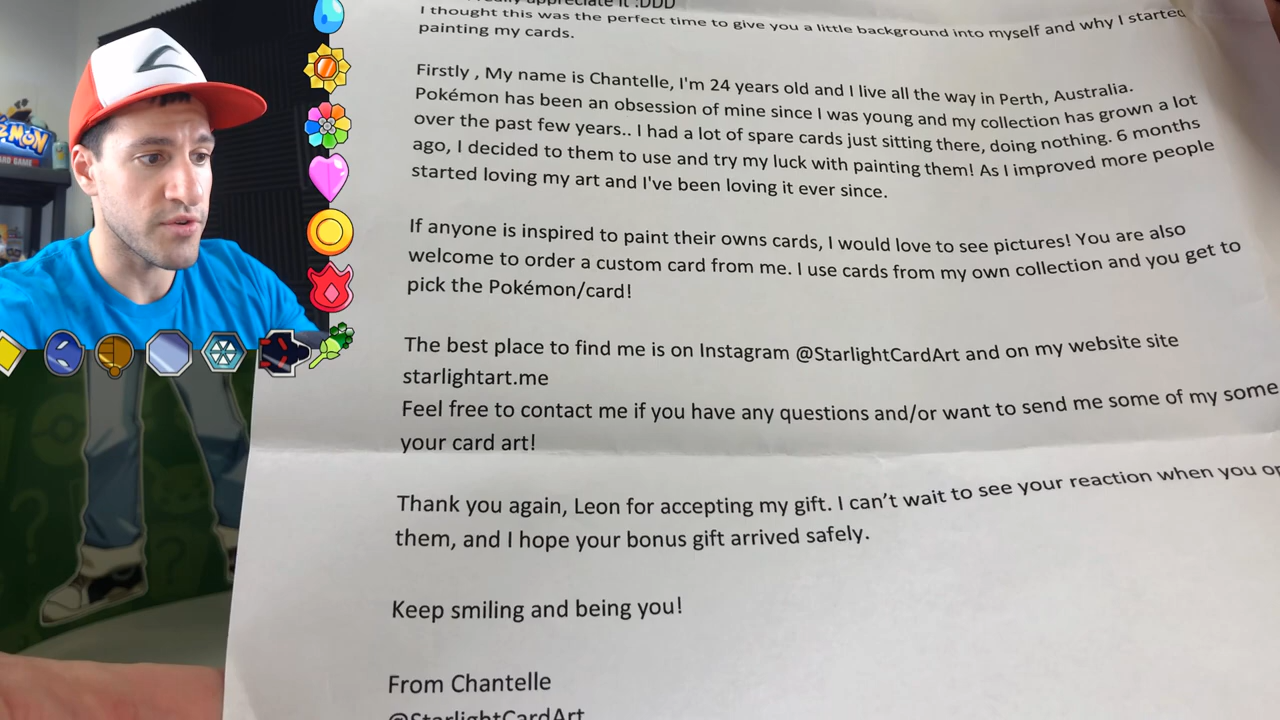 appreciate it :DDD
I thought this was the perfect time to give you a little background into myself and why I started
painting my cards.
Firstly , My name is Chantelle, I'm 24 years old and I live all the way in Perth, Australia.
Pokémon has been an obsession of mine since I was young and my collection has grown a lot
over the past few years.. I had a lot of spare cards just sitting there, doing nothing. 6 months
ago, I decided to them to use and try my luck with painting them! As I improved more people
started loving my art and I've been loving it ever since.
If anyone is inspired to paint their owns cards, I would love to see pictures! You are also
welcome to order a custom card from me. I use cards from my own collection and you get to
pick the Pokémon/card!
The best place to find me is on Instagram @StarlightCardArt and on my website site
starlightart.me
Feel free to contact me if you have any questions and/or want to send me some of my some
your card art!
Thank you again, Leon for accepting my gift. I can't wait to see your reaction when you
them, and I hope your bonus gift arrived safely.
Keep smiling and being you!
From Chantelle
@StarlightCardArt